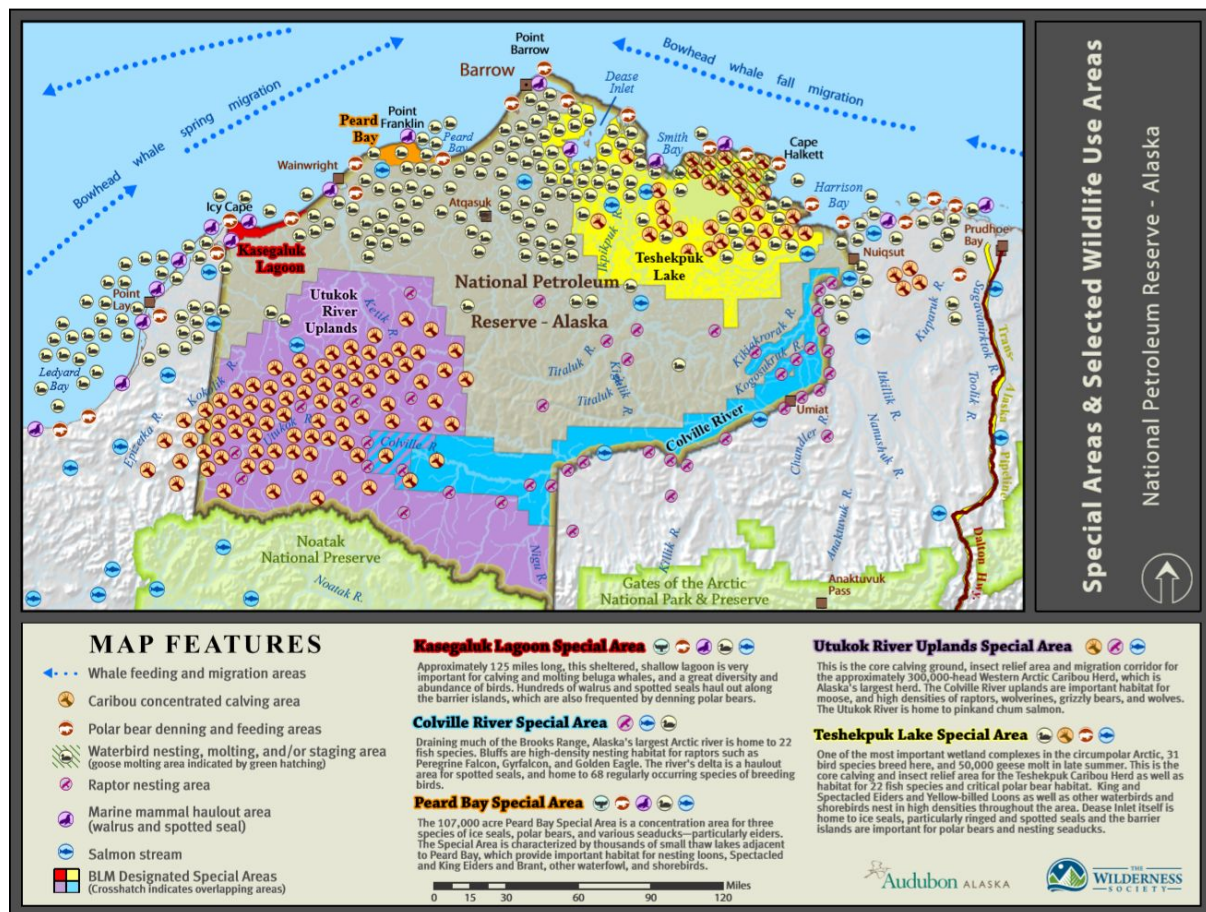 Point
Barrow
Barrow
Dease
Inlet
Bowhead whale fall migration
Bowhead whale spring migration
Point
Franklin
Peard
Bay
Peard
Bay
Smith
Bay
Cape
Halkett
Wainwright
Harrison
Bay
Icy Cape
Atqasuk
Prudhoe
Bay
Kasegaluk
Lagoon
Ikpikpuk R.
Teshekpuk
Lake
Nuiqsut
National Petroleum
Reserve - Alaska
Point
Lay
Utukok
River
Uplands
Ketik R.
Kuparuk R.
Sagavanirktok R.
Trans-
Alaska
Pipeline
Ledyard
Bay
Kokolik R.
Titaluk R.
Titaluk R.
Kigalik R.
Kikiakrorak R.
Kogosukruk R.
Itkillik R.
Toolik R.
Umiat
Epizetka R.
Utukok R.
Colville R.
Colville River
Chandler R.
Nanushuk R.
Noatak
National Preserve
Noatak R.
Nigu R.
Killik R.
Anaktuvuk R.
Gates of the Arctic
National Park & Preserve
Anaktuvuk
Pass
Dalton Hwy.
Special Areas & Selected Wildlife Use Areas
National Petroleum Reserve - Alaska
MAP FEATURES
Whale feeding and migration areas
Caribou concentrated calving area
Polar bear denning and feeding areas
Waterbird nesting, molting, and/or staging area
(goose molting area indicated by green hatching)
Raptor nesting area
Marine mammal haulout area
(walrus and spotted seal)
Salmon stream
BLM Designated Special Areas
(Crosshatch indicates overlapping areas)
Kasegaluk Lagoon Special Area
Approximately 125 miles long, this sheltered, shallow lagoon is very
important for calving and molting beluga whales, and a great diversity and
abundance of birds. Hundreds of walrus and spotted seals haul out along
the barrier islands, which are also frequented by denning polar bears.
Colville River Special Area
Draining much of the Brooks Range, Alaska's largest Arctic river is home to 22
fish species. Bluffs are high-density nesting habitat for raptors such as
Peregrine Falcon, Gyrfalcon, and Golden Eagle. The river's delta is a haulout
area for spotted seals, and home to 68 regularly occurring species of breeding
birds.
Peard Bay Special Area
The 107,000 acre Peard Bay Special Area is a concentration area for three
species of ice seals, polar bears, and various seaducks—particularly eiders.
The Special Area is characterized by thousands of small thaw lakes adjacent
to Peard Bay, which provide important habitat for nesting loons, Spectacled
and King Eiders and Brant, other waterfowl, and shorebirds.
Miles
0 15 30 60 90 120
Utukok River Uplands Special Area
This is the core calving ground, insect relief area and migration corridor for
the approximately 300,000-head Western Arctic Caribou Herd, which is
Alaska's largest herd. The Colville River uplands are important habitat for
moose, and high densities of raptors, wolverines, grizzly bears, and wolves.
The Utukok River is home to pinkand chum salmon.
Teshekpuk Lake Special Area
One of the most important wetland complexes in the circumpolar Arctic, 31
bird species breed here, and 50,000 geese molt in late summer. This is the
core calving and insect relief area for the Teshekpuk Caribou Herd as well as
habitat for 22 fish species and critical polar bear habitat. King and
Spectacled Eiders and Yellow-billed Loons as well as other waterbirds and
shorebirds nest in high densities throughout the area. Dease Inlet itself is
home to ice seals, particularly ringed and spotted seals and the barrier
islands are important for polar bears and nesting seaducks.
Audubon ALASKA
THE
WILDERNESS
SOCIETY